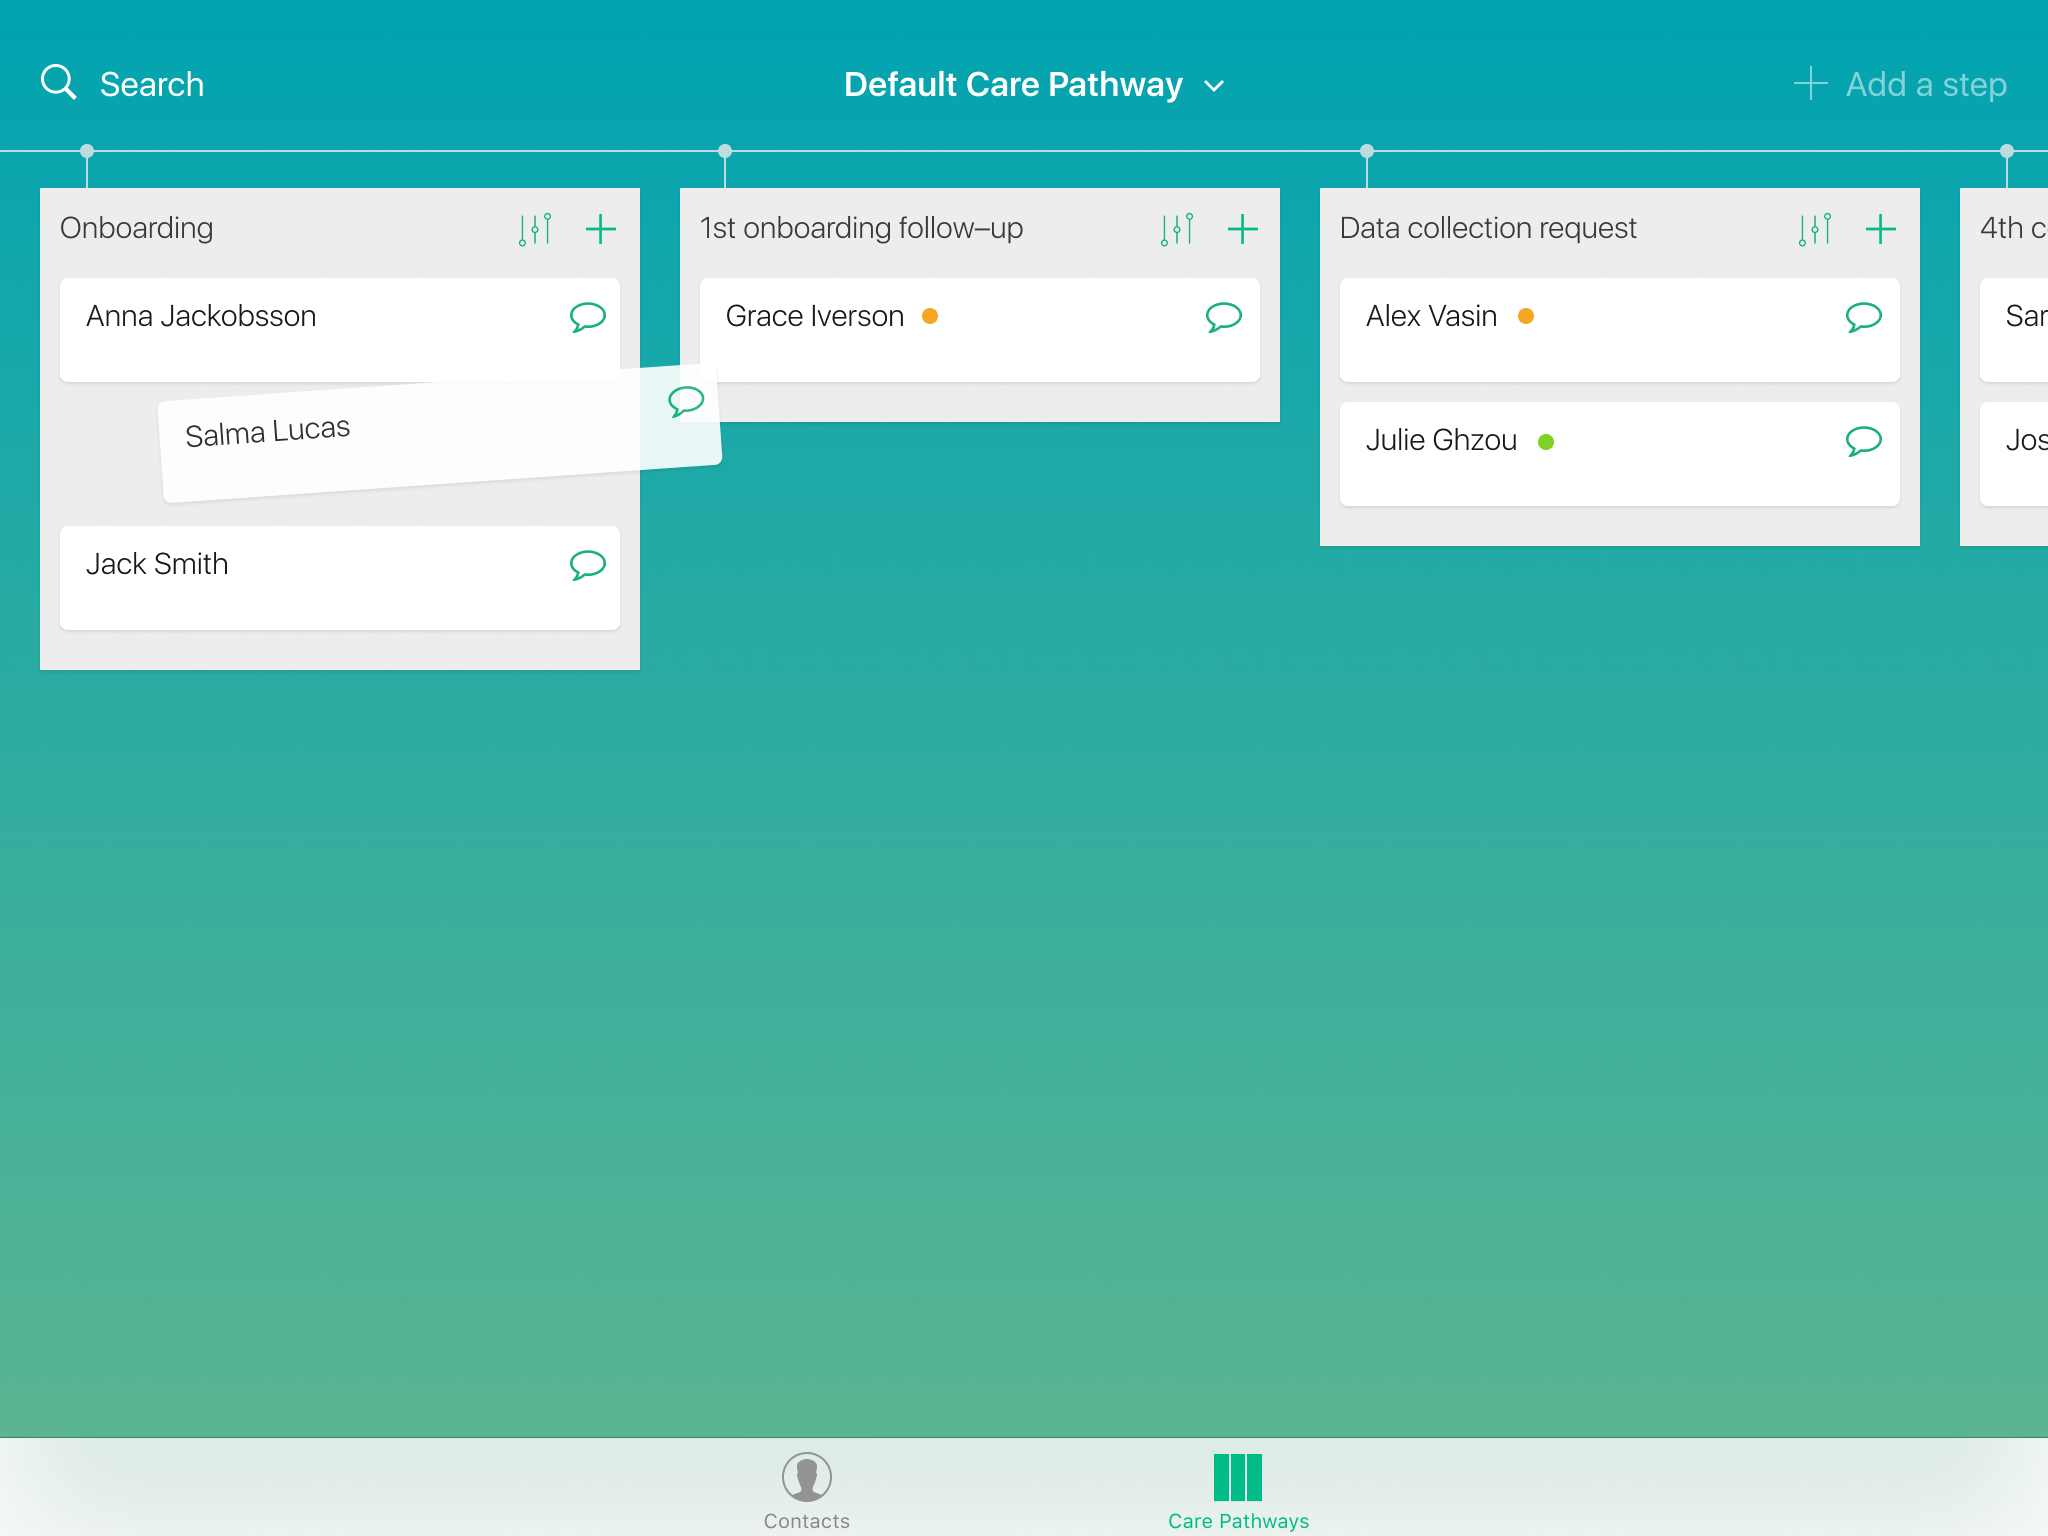 Search
Default Care Pathway
Add a step
Onboarding
Anna Jackobsson
Salma Lucas
Jack Smith
1st onboarding follow–up
Grace Iverson
Data collection request
Alex Vasin
Julie Ghzou
4th c
Sar
Jos
Contacts
Care Pathways